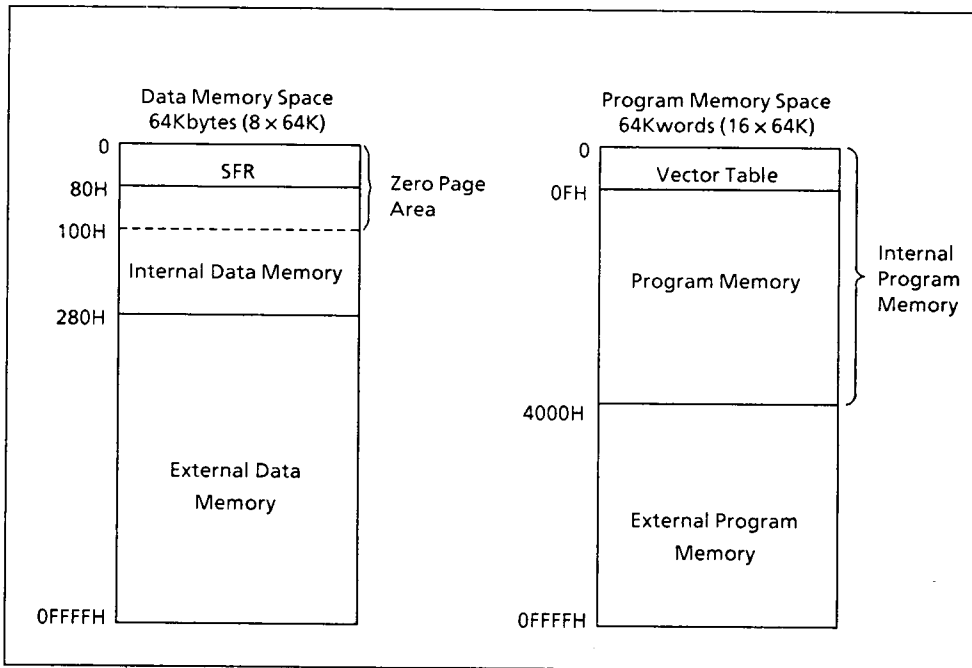 Data Memory Space
64Kbytes (8 x 64K)
0
SFR
80H
Zero Page
Area
100H
Internal Data Memory
280H
External Data
Memory
0FFFFH
Program Memory Space
64Kwords (16 x 64K)
0
Vector Table
0FH
Program Memory
Internal
Program
Memory
4000H
External Program
Memory
0FFFFH